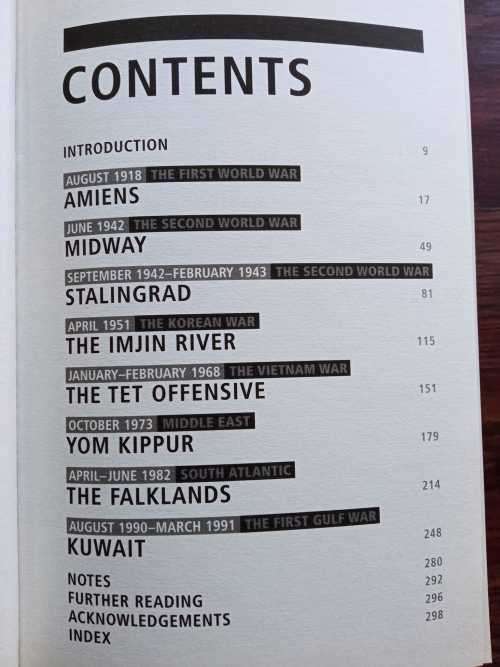 CONTENTS
INTRODUCTION 9
AUGUST 1918 THE FIRST WORLD WAR
AMIENS 17
JUNE 1942 THE SECOND WORLD WAR
MIDWAY 49
SEPTEMBER 1942–FEBRUARY 1943 THE SECOND WORLD WAR
STALINGRAD 81
APRIL 1951 THE KOREAN WAR
THE IMJIN RIVER 115
JANUARY–FEBRUARY 1968 THE VIETNAM WAR
THE TET OFFENSIVE 151
OCTOBER 1973 MIDDLE EAST
YOM KIPPUR 179
APRIL–JUNE 1982 SOUTH ATLANTIC
THE FALKLANDS 214
AUGUST 1990–MARCH 1991 THE FIRST GULF WAR
KUWAIT 248
NOTES 280
FURTHER READING 292
ACKNOWLEDGEMENTS 296
INDEX 298